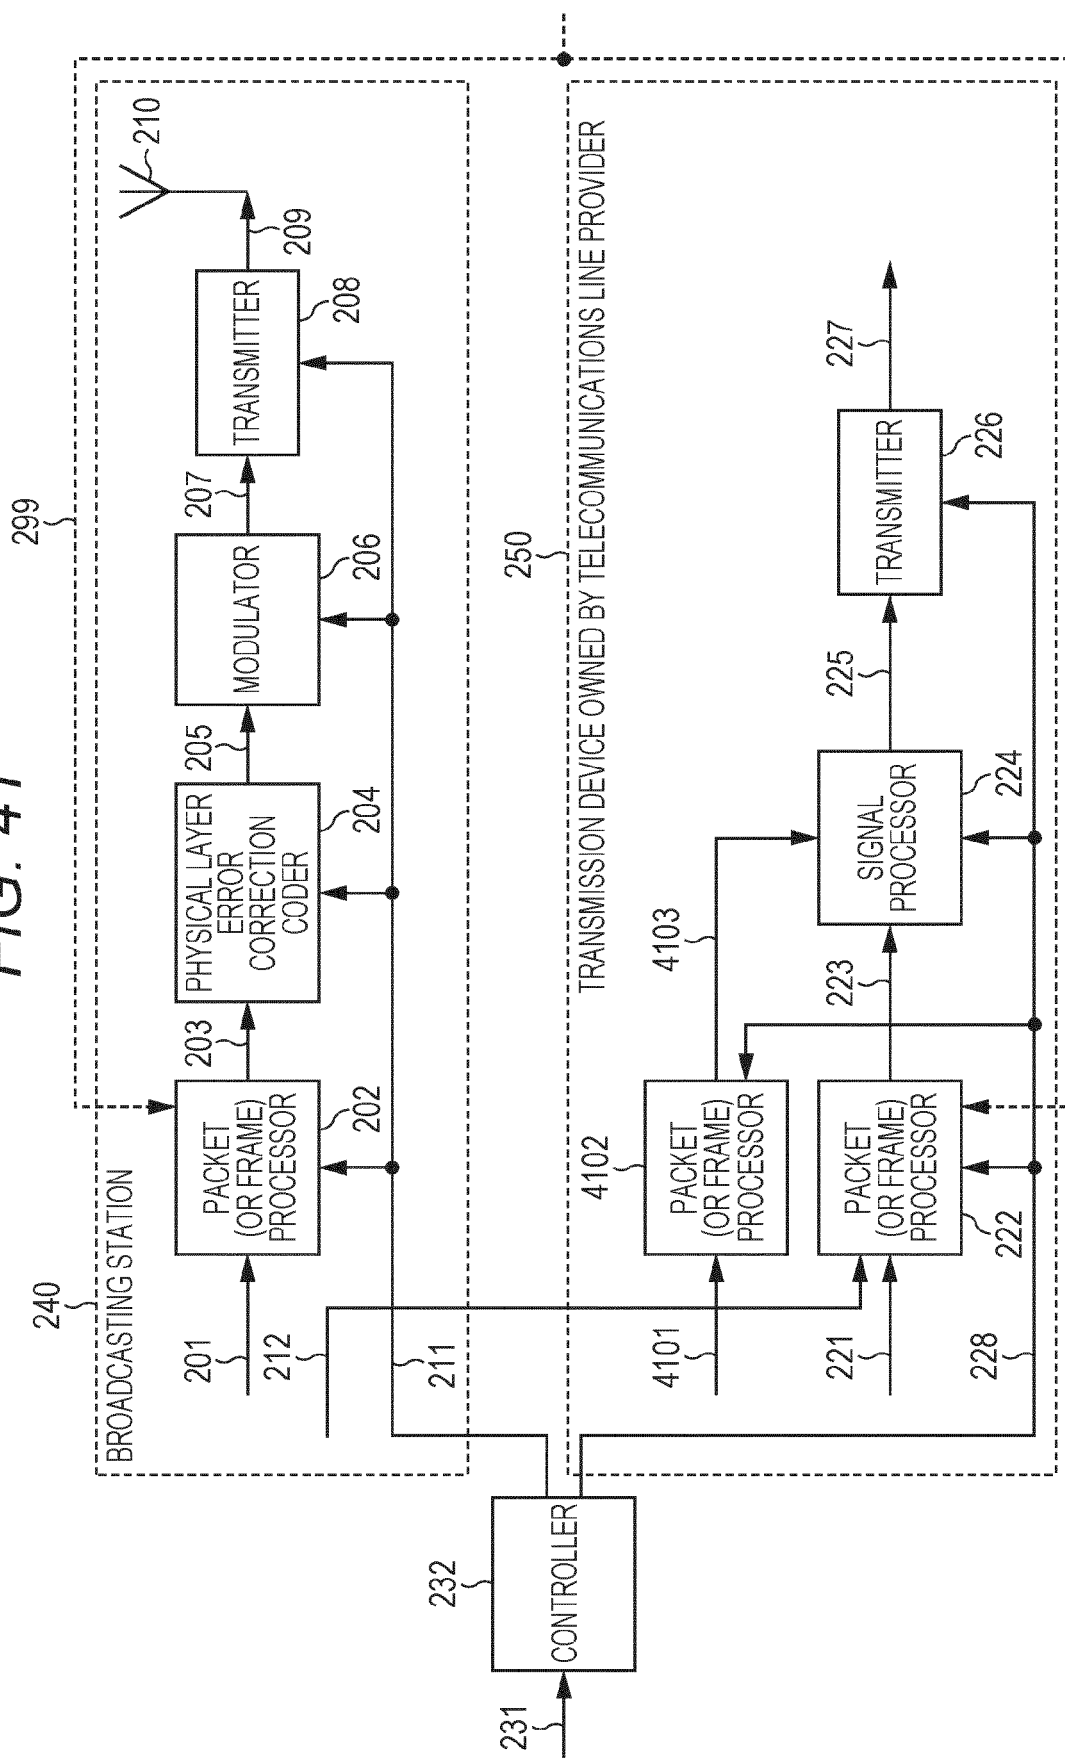 FIG. 41
299
240
BROADCASTING STATION
201
PACKET
(OR FRAME)
PROCESSOR
202
203
PHYSICAL LAYER
ERROR
CORRECTION
CODER
204
205
MODULATOR
206
207
TRANSMITTER
208
209
210
212
211
231
CONTROLLER
232
250
TRANSMISSION DEVICE OWNED BY TELECOMMUNICATIONS LINE PROVIDER
4101
PACKET
(OR FRAME)
PROCESSOR
4102
4103
221
PACKET
(OR FRAME)
PROCESSOR
222
223
SIGNAL
PROCESSOR
224
225
TRANSMITTER
226
227
228